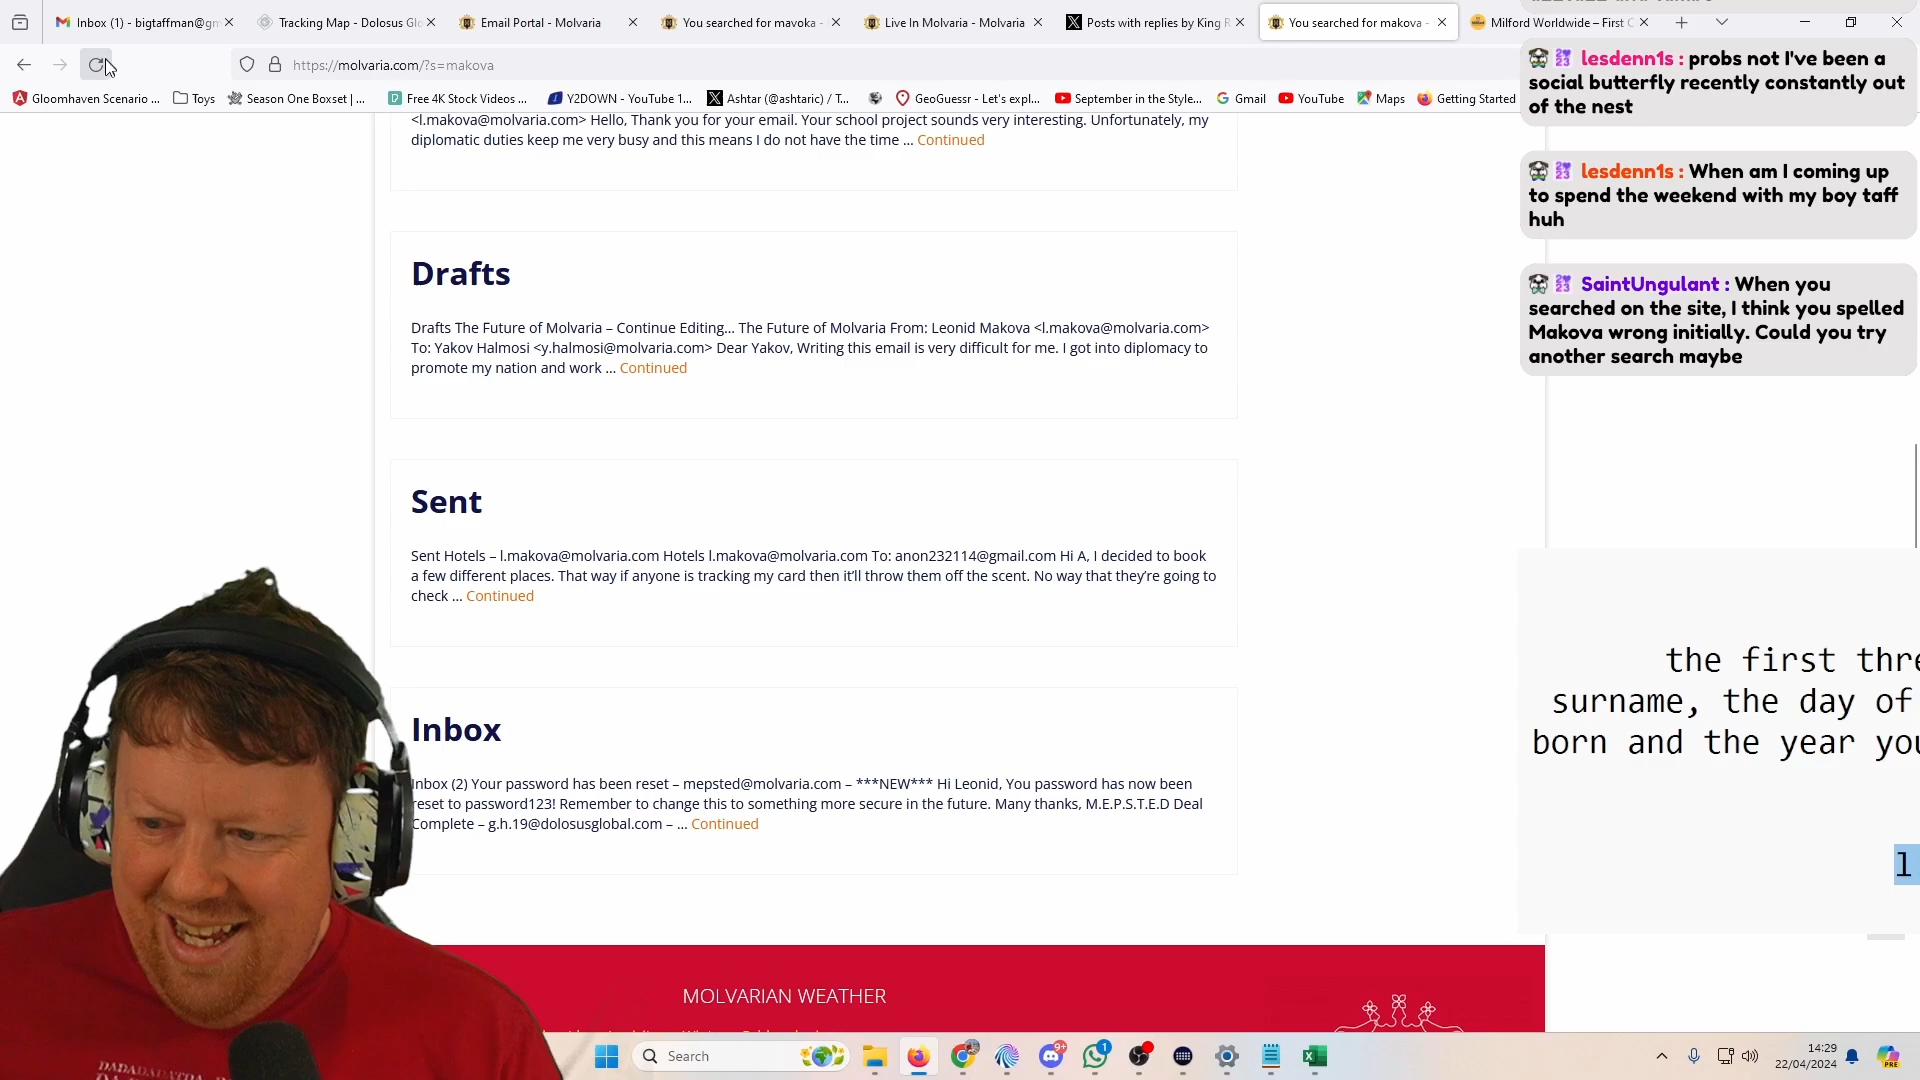 Inbox (1) - bigtaffman@gm
Tracking Map - Dolosus Glo
Email Portal - Molvaria
You searched for mavoka -
Live In Molvaria - Molvaria
Posts with replies by King R
You searched for makova -
Milford Worldwide – First C
https://molvaria.com/?s=makova
Gloomhaven Scenario ...
Toys
Season One Boxset | ...
Free 4K Stock Videos ...
Y2DOWN - YouTube 1...
Ashtar (@ashtaric) / T...
GeoGuessr - Let's expl...
September in the Style...
Gmail
YouTube
Maps
Getting Started
<l.makova@molvaria.com> Hello, Thank you for your email. Your school project sounds very interesting. Unfortunately, my
diplomatic duties keep me very busy and this means I do not have the time ... Continued
Drafts
Drafts The Future of Molvaria – Continue Editing... The Future of Molvaria From: Leonid Makova <l.makova@molvaria.com>
To: Yakov Halmosi <y.halmosi@molvaria.com> Dear Yakov, Writing this email is very difficult for me. I got into diplomacy to
promote my nation and work ... Continued
Sent
Sent Hotels – l.makova@molvaria.com Hotels l.makova@molvaria.com To: anon232114@gmail.com Hi A, I decided to book
a few different places. That way if anyone is tracking my card then it'll throw them off the scent. No way that they're going to
check ... Continued
Inbox
Inbox (2) Your password has been reset – mepsted@molvaria.com – ***NEW*** Hi Leonid, You password has now been
reset to password123! Remember to change this to something more secure in the future. Many thanks, M.E.P.S.T.E.D Deal
Complete – g.h.19@dolosusglobal.com – ... Continued
MOLVARIAN WEATHER
lesdenn1s : probs not I've been a
social butterfly recently constantly out
of the nest
lesdenn1s : When am I coming up
to spend the weekend with my boy taff
huh
SaintUngulant : When you
searched on the site, I think you spelled
Makova wrong initially. Could you try
another search maybe
the first thre
surname, the day of
born and the year you
l
Search
9+
1
14:29
22/04/2024
PRE